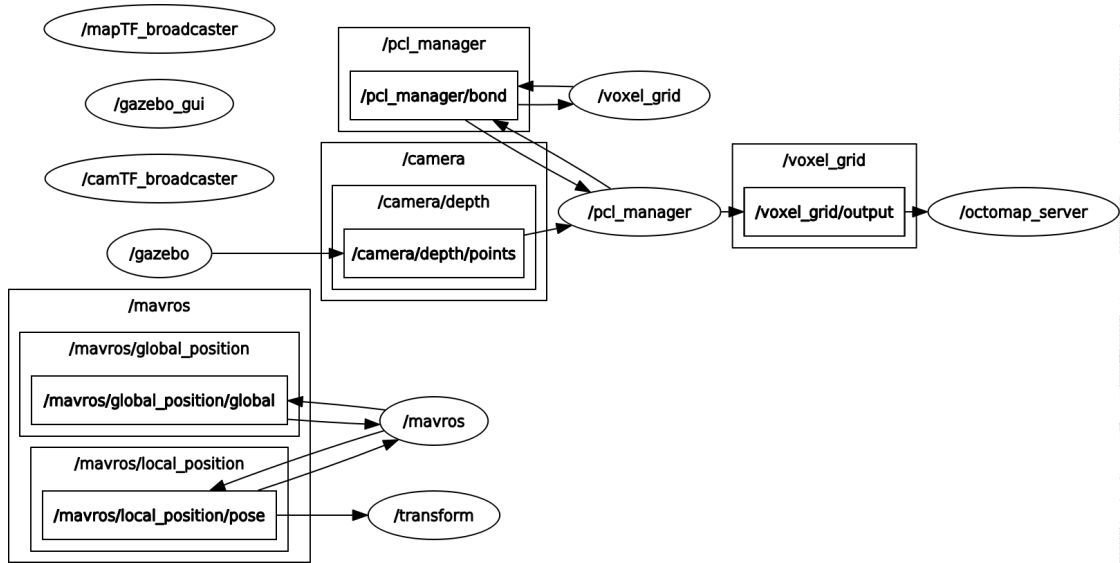 /mapTF_broadcaster
/gazebo_gui
/camTF_broadcaster
/gazebo
/pcl_manager
/pcl_manager/bond
/voxel_grid
/camera
/camera/depth
/camera/depth/points
/pcl_manager
/voxel_grid
/voxel_grid/output
/octomap_server
/mavros
/mavros/global_position
/mavros/global_position/global
/mavros
/mavros/local_position
/mavros/local_position/pose
/transform